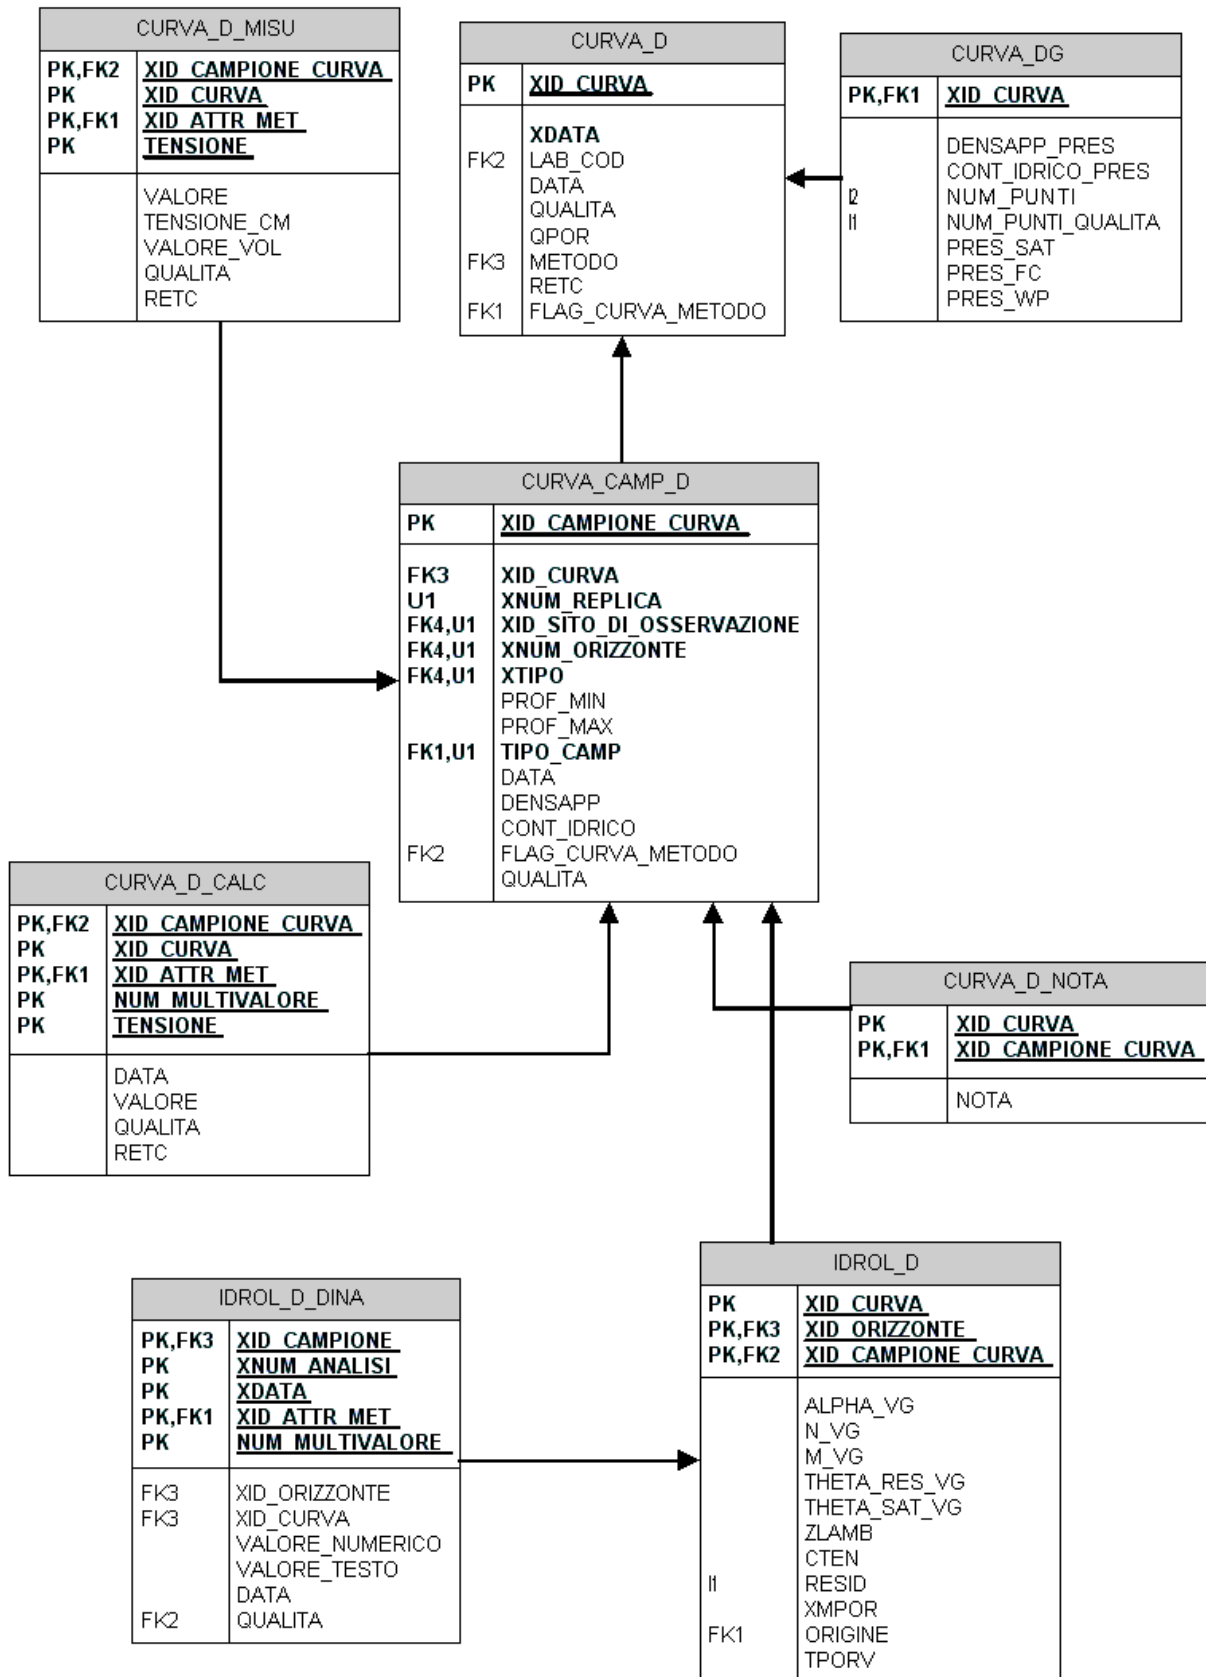 CURVA_D_MISU
PK,FK2 XID_CAMPIONE_CURVA
PK XID_CURVA
PK,FK1 XID_ATTR_MET
PK TENSIONE
VALORE
TENSIONE_CM
VALORE_VOL
QUALITA
RETC
CURVA_D
PK XID_CURVA
XDATA
FK2 LAB_COD
DATA
QUALITA
QPOR
FK3 METODO
RETC
FK1 FLAG_CURVA_METODO
CURVA_DG
PK,FK1 XID_CURVA
DENSAPP_PRES
CONT_IDRICO_PRES
I2 NUM_PUNTI
I1 NUM_PUNTI_QUALITA
PRES_SAT
PRES_FC
PRES_WP
CURVA_CAMP_D
PK XID_CAMPIONE_CURVA
FK3 XID_CURVA
U1 XNUM_REPLICA
FK4,U1 XID_SITO_DI_OSSERVAZIONE
FK4,U1 XNUM_ORIZZONTE
FK4,U1 XTIPO
PROF_MIN
PROF_MAX
FK1,U1 TIPO_CAMP
DATA
DENSAPP
CONT_IDRICO
FK2 FLAG_CURVA_METODO
QUALITA
CURVA_D_CALC
PK,FK2 XID_CAMPIONE_CURVA
PK XID_CURVA
PK,FK1 XID_ATTR_MET
PK NUM_MULTIVALORE
PK TENSIONE
DATA
VALORE
QUALITA
RETC
CURVA_D_NOTA
PK XID_CURVA
PK,FK1 XID_CAMPIONE_CURVA
NOTA
IDROL_D_DINA
PK,FK3 XID_CAMPIONE
PK XNUM_ANALISI
PK XDATA
PK,FK1 XID_ATTR_MET
PK NUM_MULTIVALORE
FK3 XID_ORIZZONTE
FK3 XID_CURVA
VALORE_NUMERICO
VALORE_TESTO
DATA
FK2 QUALITA
IDROL_D
PK XID_CURVA
PK,FK3 XID_ORIZZONTE
PK,FK2 XID_CAMPIONE_CURVA
ALPHA_VG
N_VG
M_VG
THETA_RES_VG
THETA_SAT_VG
ZLAMB
CTEN
I1 RESID
XMPOR
FK1 ORIGINE
TPORV